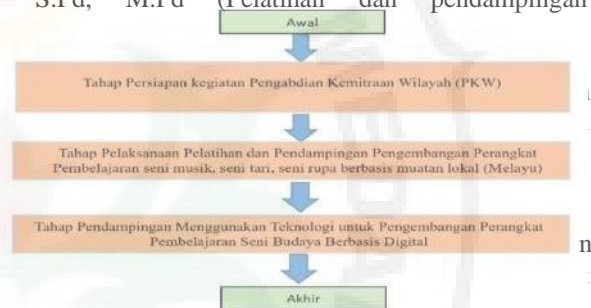 S.Pd, M.Pd (Pelatihan dan pendampingan
Awal
Tahap Persiapan kegiatan Pengabdian Kemitraan Wilayah (PKW)
Tahap Pelaksanaan Pelatihan dan Pendampingan Pengembangan Perangkat
Pembelajaran seni musik, seni tari, seni rupa berbasis muatan lokal (Melayu)
Tahap Pendampingan Menggunakan Teknologi untuk Pengembangan Perangkat
Pembelajaran Seni Budaya Berbasis Digital
Akhir